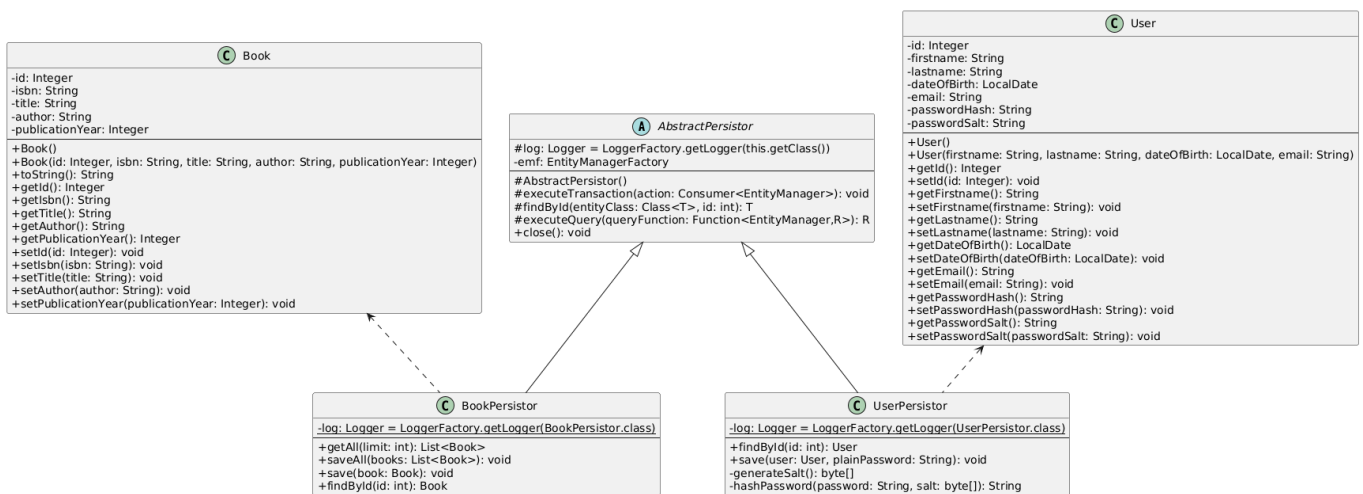 C Book
-id: Integer
-isbn: String
-title: String
-author: String
-publicationYear: Integer
+Book()
+Book(id: Integer, isbn: String, title: String, author: String, publicationYear: Integer)
+toString(): String
+getId(): Integer
+getIsbn(): String
+getTitle(): String
+getAuthor(): String
+getPublicationYear(): Integer
+setId(id: Integer): void
+setIsbn(isbn: String): void
+setTitle(title: String): void
+setAuthor(author: String): void
+setPublicationYear(publicationYear: Integer): void
A AbstractPersistor
#log: Logger = LoggerFactory.getLogger(this.getClass())
-emf: EntityManagerFactory
#AbstractPersistor()
#executeTransaction(action: Consumer<EntityManager>): void
#findById(entityClass: Class<T>, id: int): T
#executeQuery(queryFunction: Function<EntityManager,R>): R
+close(): void
C User
-id: Integer
-firstname: String
-lastname: String
-dateOfBirth: LocalDate
-email: String
-passwordHash: String
-passwordSalt: String
+User()
+User(firstname: String, lastname: String, dateOfBirth: LocalDate, email: String)
+getId(): Integer
+setId(id: Integer): void
+getFirstname(): String
+setFirstname(firstname: String): void
+getLastname(): String
+setLastname(lastname: String): void
+getDateOfBirth(): LocalDate
+setDateOfBirth(dateOfBirth: LocalDate): void
+getEmail(): String
+setEmail(email: String): void
+getPasswordHash(): String
+setPasswordHash(passwordHash: String): void
+getPasswordSalt(): String
+setPasswordSalt(passwordSalt: String): void
C BookPersistor
-log: Logger = LoggerFactory.getLogger(BookPersistor.class)
+getAll(limit: int): List<Book>
+saveAll(books: List<Book>): void
+save(book: Book): void
+findById(id: int): Book
C UserPersistor
-log: Logger = LoggerFactory.getLogger(UserPersistor.class)
+findById(id: int): User
+save(user: User, plainPassword: String): void
-generateSalt(): byte[]
-hashPassword(password: String, salt: byte[]): String